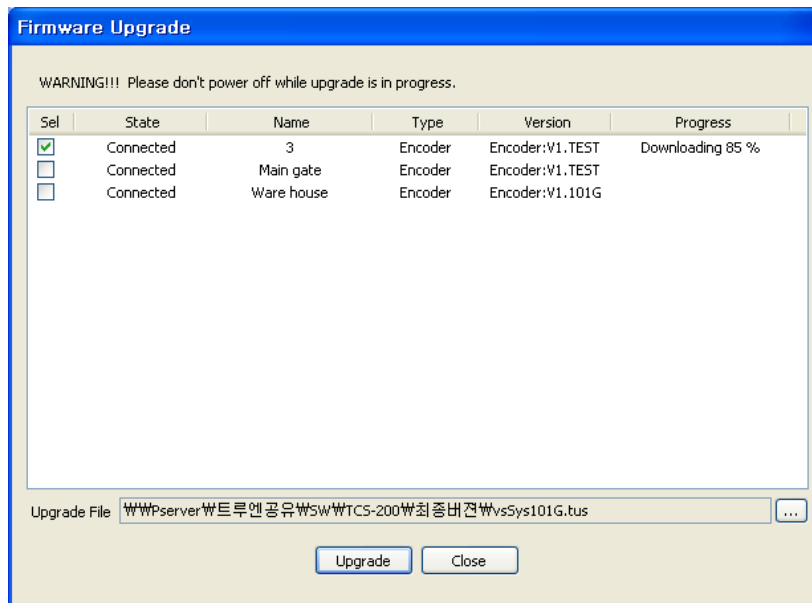 Firmware Upgrade
WARNING!!! Please don't power off while upgrade is in progress.
Sel State Name Type Version Progress
Connected 3 Encoder Encoder:V1.TEST Downloading 85 %
Connected Main gate Encoder Encoder:V1.TEST
Connected Ware house Encoder Encoder:V1.101G
Upgrade File ₩₩Pserver₩트루엔공유₩SW₩TCS-200₩최종버젼₩vsSys101G.tus ...
Upgrade Close